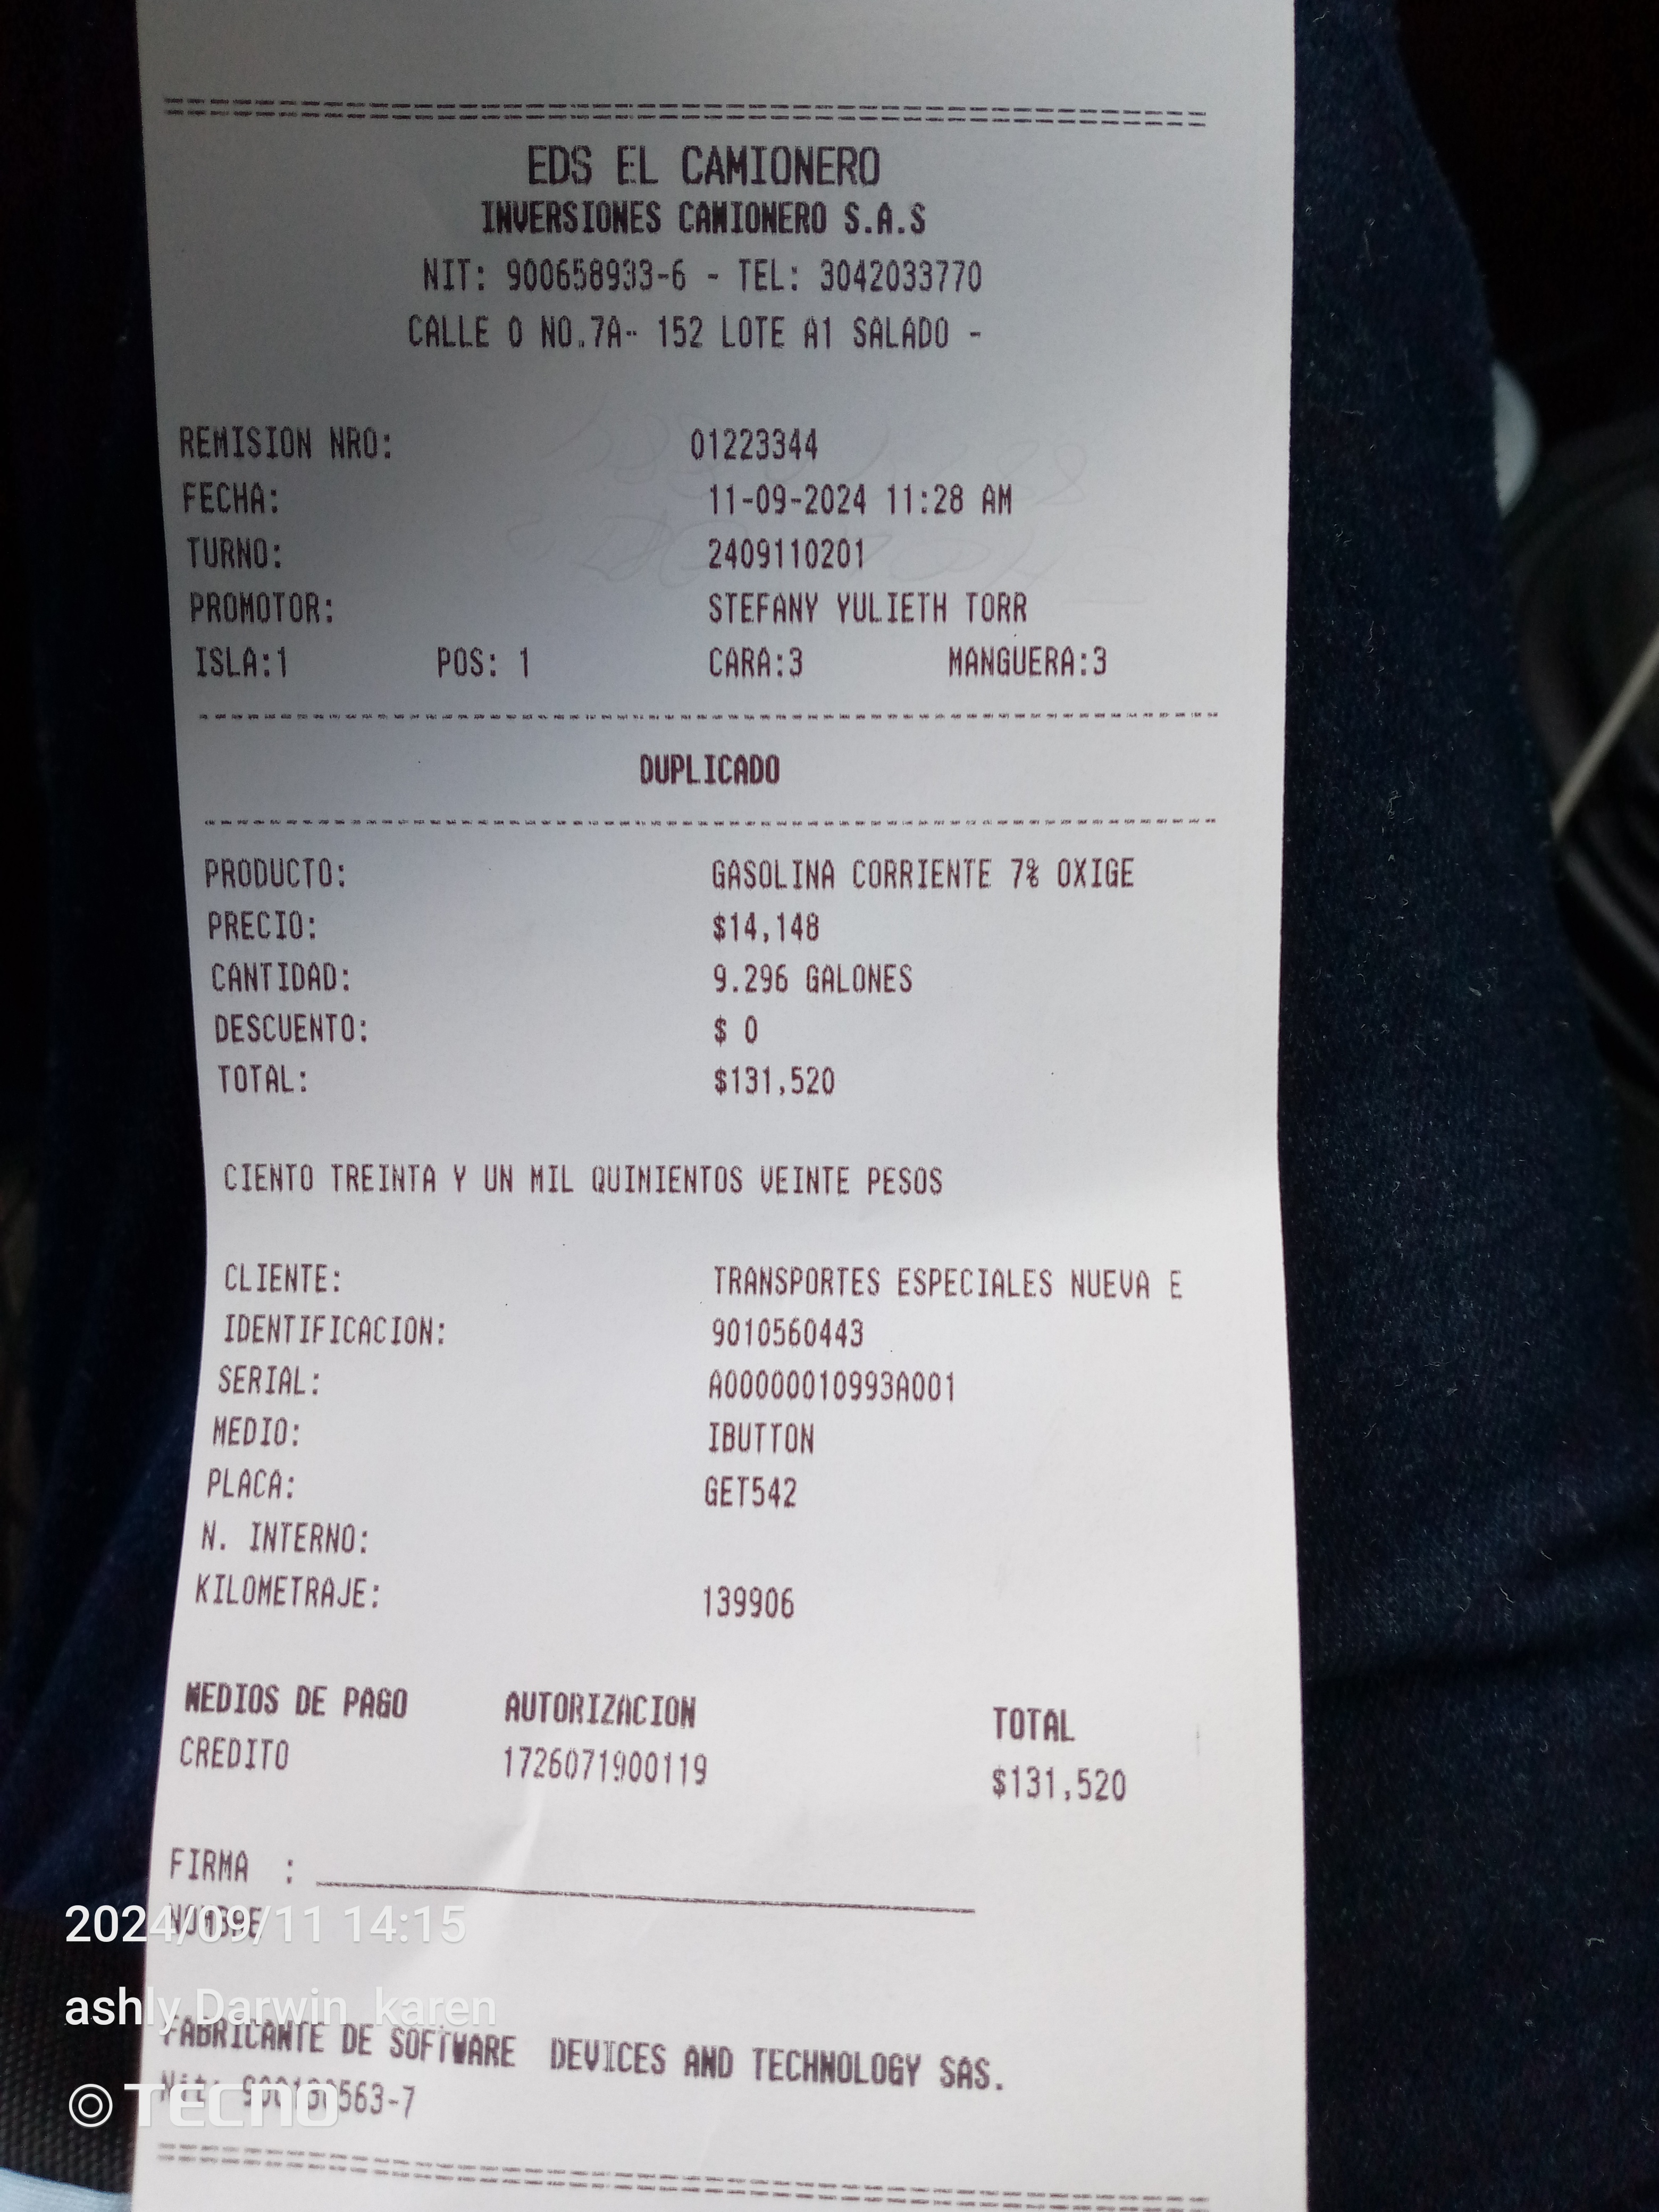 EDS EL CAMIONERO
INVERSIONES CAMIONERO S.A.S
NIT: 900658933-6 - TEL: 3042033770
CALLE 0 NO.7A- 152 LOTE A1 SALADO -
REMISION NRO: 01223344
FECHA: 11-09-2024 11:28 AM
TURNO: 2409110201
PROMOTOR: STEFANY YULIETH TORR
ISLA:1 POS: 1 CARA:3 MANGUERA:3
DUPLICADO
PRODUCTO: GASOLINA CORRIENTE 7% OXIGE
PRECIO: $14,148
CANTIDAD: 9.296 GALONES
DESCUENTO: $ 0
TOTAL: $131,520
CIENTO TREINTA Y UN MIL QUINIENTOS VEINTE PESOS
CLIENTE: TRANSPORTES ESPECIALES NUEVA E
IDENTIFICACION: 9010560443
SERIAL: A00000010993A001
MEDIO: IBUTTON
PLACA: GET542
N. INTERNO:
KILOMETRAJE: 139906
MEDIOS DE PAGO AUTORIZACION TOTAL
CREDITO 1726071900119 $131,520
FIRMA :
NOMBRE
2024/09/11 14:15
ashly Darwin karen
FABRICANTE DE SOFTWARE DEVICES AND TECHNOLOGY SAS.
Nit:
TECNO